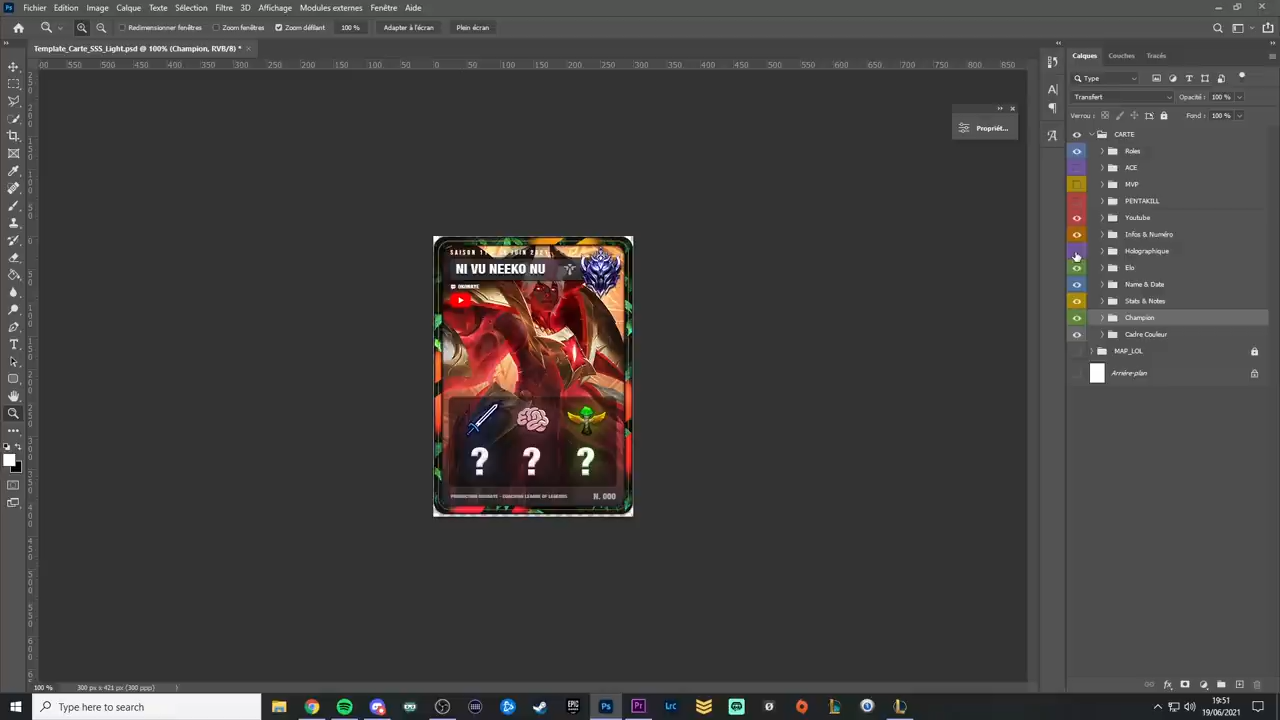 Fichier Edition Image Calque Texte Sélection Filtre 3D Affichage Modules externes Fenêtre Aide
Redimensionner fenêtres Zoom fenêtres Zoom défilant 100 % Adapter à l'écran Plein écran
Template_Carte_SSS_Light.psd @ 100% (Champion, RVB/8) *
Calques Couches Tracés
Type
Transfert Opacité : 100 %
Verrou : Fond : 100 %
Propriét...
CARTE
Roles
ACE
MVP
PENTAKILL
Youtube
Infos & Numéro
Holographique
Elo
Name & Date
Stats & Notes
Champion
Cadre Couleur
MAP_LOL
Arrière-plan
NI VU NEEKO NU
? ? ?
N. 000
100 % 300 px x 421 px (300 ppp)
Type here to search
19:51
19/06/2021